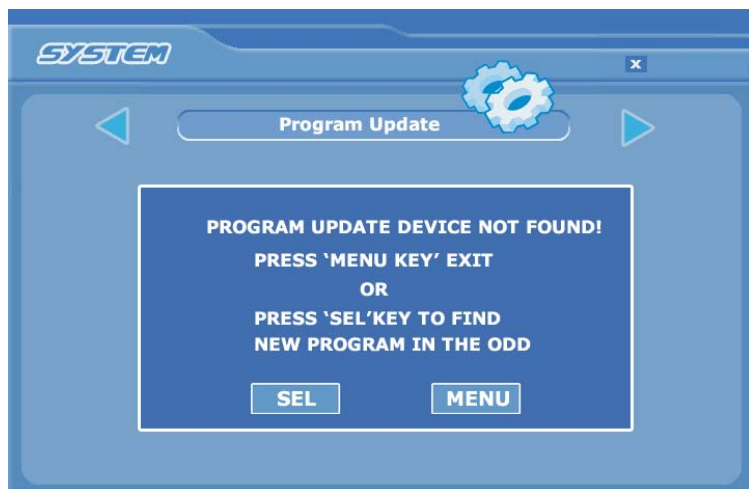 SYSTEM
x
Program Update
PROGRAM UPDATE DEVICE NOT FOUND!
PRESS ‘MENU KEY’ EXIT
OR
PRESS ‘SEL’KEY TO FIND
NEW PROGRAM IN THE ODD
SEL MENU